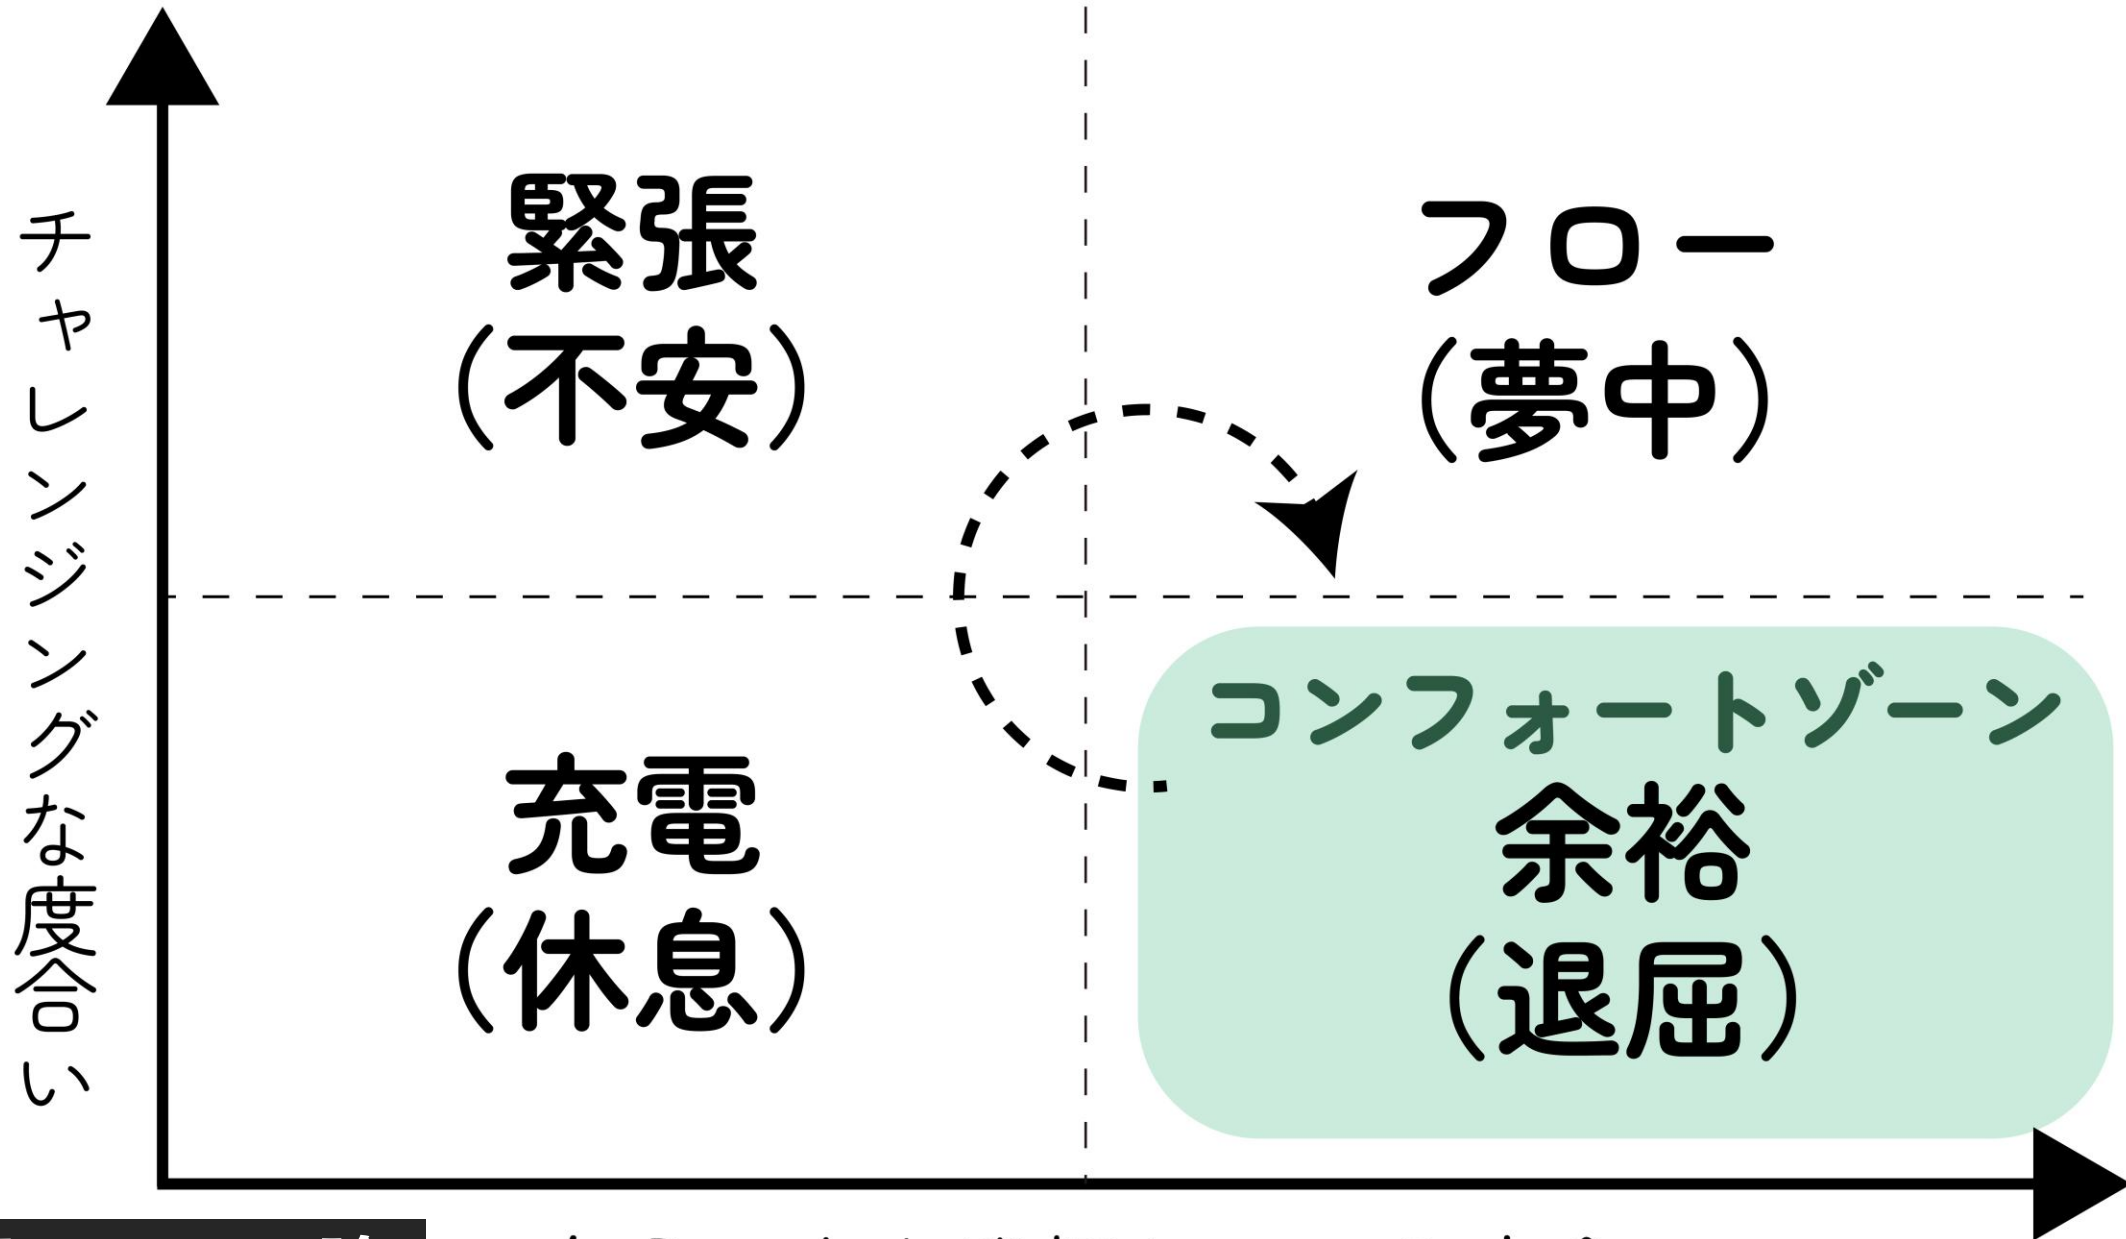 チャレンジングな度合い
緊張
(不安)
フロー
(夢中)
充電
(休息)
コンフォートゾーン
余裕
(退屈)